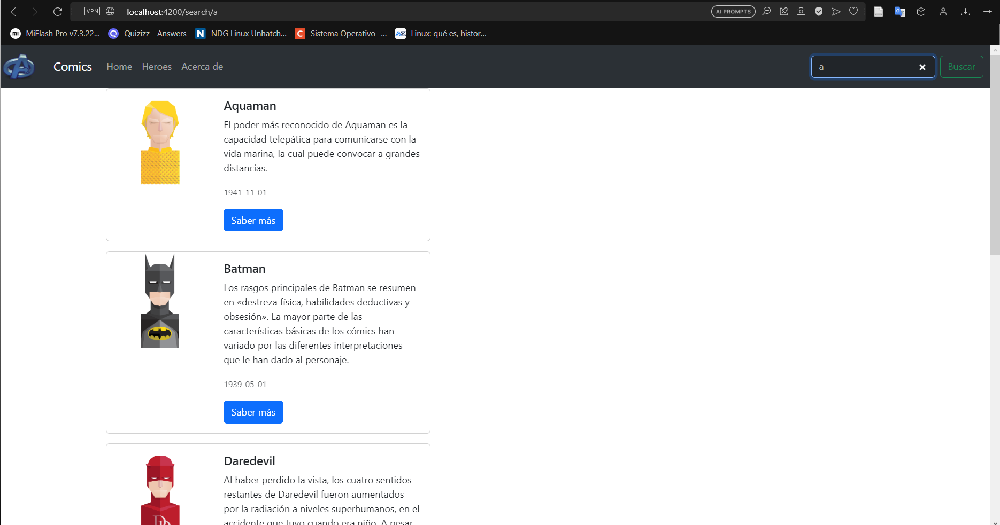 VPN localhost:4200/search/a AI PROMPTS
MiFlash Pro v7.3.22... Quizizz - Answers NDG Linux Unhatch... Sistema Operativo -... Linux: qué es, histor...
Comics Home Heroes Acerca de a Buscar
Aquaman
El poder más reconocido de Aquaman es la
capacidad telepática para comunicarse con la
vida marina, la cual puede convocar a grandes
distancias.
1941-11-01
Saber más
Batman
Los rasgos principales de Batman se resumen
en «destreza física, habilidades deductivas y
obsesión». La mayor parte de las
características básicas de los cómics han
variado por las diferentes interpretaciones
que le han dado al personaje.
1939-05-01
Saber más
Daredevil
Al haber perdido la vista, los cuatro sentidos
restantes de Daredevil fueron aumentados
por la radiación a niveles superhumanos, en el
accidente que tuvo cuando era niño. A pesar